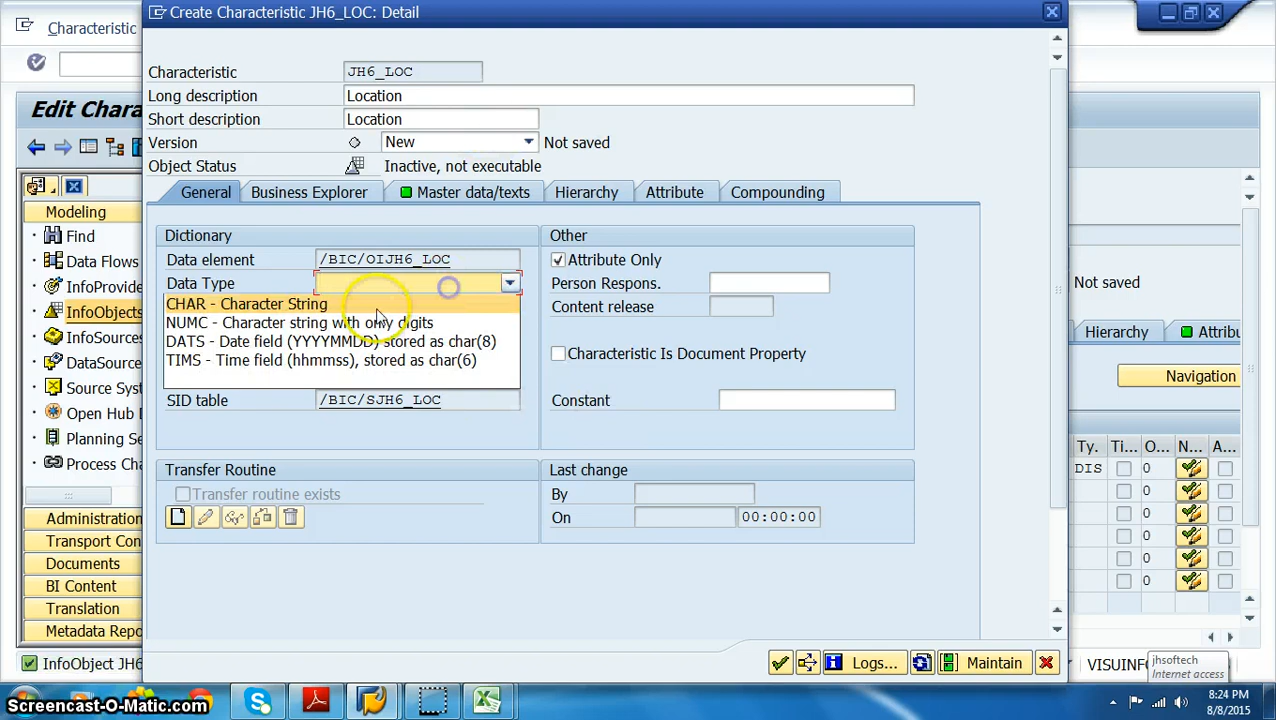 Create Characteristic JH6_LOC: Detail
Characteristic
Edit Chara
Modeling
Find
Data Flows
InfoProvide
InfoObjects
InfoSources
DataSource
Source Syst
Open Hub D
Planning Se
Process Cha
Administration
Transport Con
Documents
BI Content
Translation
Metadata Repo
InfoObject JH6
Characteristic JH6_LOC
Long description Location
Short description Location
Version New Not saved
Object Status Inactive, not executable
General Business Explorer Master data/texts Hierarchy Attribute Compounding
Dictionary
Data element /BIC/OIJH6_LOC
Data Type
CHAR - Character String
NUMC - Character string with only digits
DATS - Date field (YYYYMMDD) stored as char(8)
TIMS - Time field (hhmmss), stored as char(6)
SID table /BIC/SJH6_LOC
Other
Attribute Only
Person Respons.
Content release
Characteristic Is Document Property
Constant
Transfer Routine
Transfer routine exists
Last change
By
On 00:00:00
Logs... Maintain
Hierarchy Attribu
Navigation
Ty. Ti... O... N... A...
DIS 0
0
0
0
0
0
VISUINFO
jhsoftech
Internet access
Screencast-O-Matic.com
8:24 PM
8/8/2015